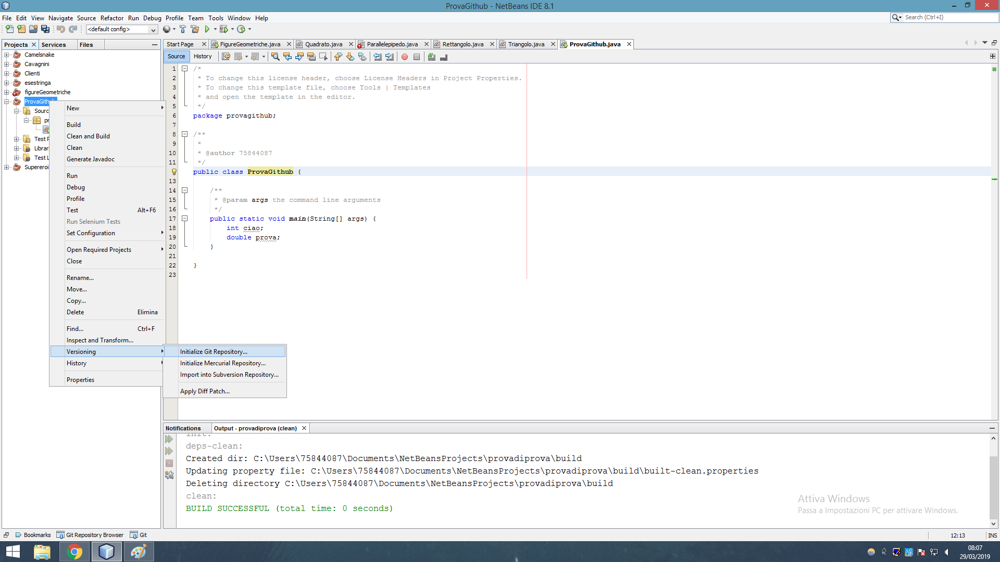 ProvaGithub - NetBeans IDE 8.1
File Edit View Navigate Source Refactor Run Debug Profile Team Tools Window Help
Search (Ctrl+I)
<default config>
Projects Services Files
Start Page FigureGeometriche.java Quadrato.java Parallelepipedo.java Rettangolo.java Triangolo.java ProvaGithub.java
Source History
Camelsnake
Cavagnini
Clienti
esestringa
figureGeometriche
ProvaGith
Sourc
pr
Test P
Librar
Test L
Supereroi
New
Build
Clean and Build
Clean
Generate Javadoc
Run
Debug
Profile
Test Alt+F6
Run Selenium Tests
Set Configuration
Open Required Projects
Close
Rename...
Move...
Copy...
Delete Elimina
Find... Ctrl+F
Inspect and Transform...
Versioning
History
Properties
Initialize Git Repository...
Initialize Mercurial Repository...
Import into Subversion Repository...
Apply Diff Patch...
1 /*
2 * To change this license header, choose License Headers in Project Properties.
3 * To change this template file, choose Tools | Templates
4 * and open the template in the editor.
5 */
6 package provagithub;
7
8 /**
9 *
10 * @author 75844087
11 */
public class ProvaGithub {
13
14 /**
15 * @param args the command line arguments
16 */
17 public static void main(String[] args) {
18 int ciao;
19 double prova;
20 }
21
22 }
23
Notifications Output - provadiprova (clean)
init:
deps-clean:
Created dir: C:\Users\75844087\Documents\NetBeansProjects\provadiprova\build
Updating property file: C:\Users\75844087\Documents\NetBeansProjects\provadiprova\build\built-clean.properties
Deleting directory C:\Users\75844087\Documents\NetBeansProjects\provadiprova\build
clean:
BUILD SUCCESSFUL (total time: 0 seconds)
Attiva Windows
Passa a Impostazioni PC per attivare Windows.
Bookmarks Git Repository Browser Git
12:13 INS
08:07
29/03/2019